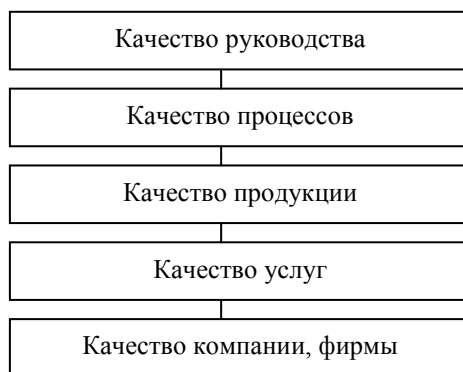 Качество руководства
Качество процессов
Качество продукции
Качество услуг
Качество компании, фирмы